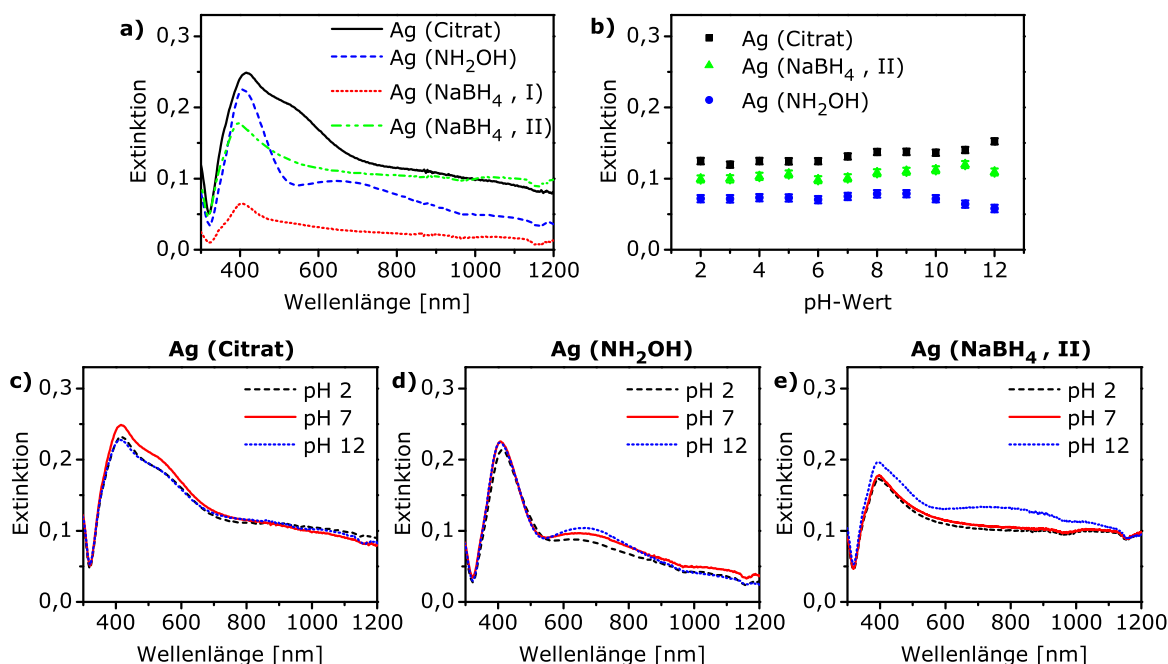 a)
0,3
0,2
0,1
0,0
Extinktion
400 600 800 1000 1200
Wellenlänge [nm]
Ag (Citrat)
Ag (NH₂OH)
Ag (NaBH₄ , I)
Ag (NaBH₄ , II)
b)
0,3
0,2
0,1
0,0
Extinktion
2 4 6 8 10 12
pH-Wert
Ag (Citrat)
Ag (NaBH₄ , II)
Ag (NH₂OH)
Ag (Citrat)
c)
0,3
0,2
0,1
0,0
Extinktion
400 600 800 1000 1200
Wellenlänge [nm]
pH 2
pH 7
pH 12
Ag (NH₂OH)
d)
0,3
0,2
0,1
0,0
Extinktion
400 600 800 1000 1200
Wellenlänge [nm]
pH 2
pH 7
pH 12
Ag (NaBH₄ , II)
e)
0,3
0,2
0,1
0,0
Extinktion
400 600 800 1000 1200
Wellenlänge [nm]
pH 2
pH 7
pH 12